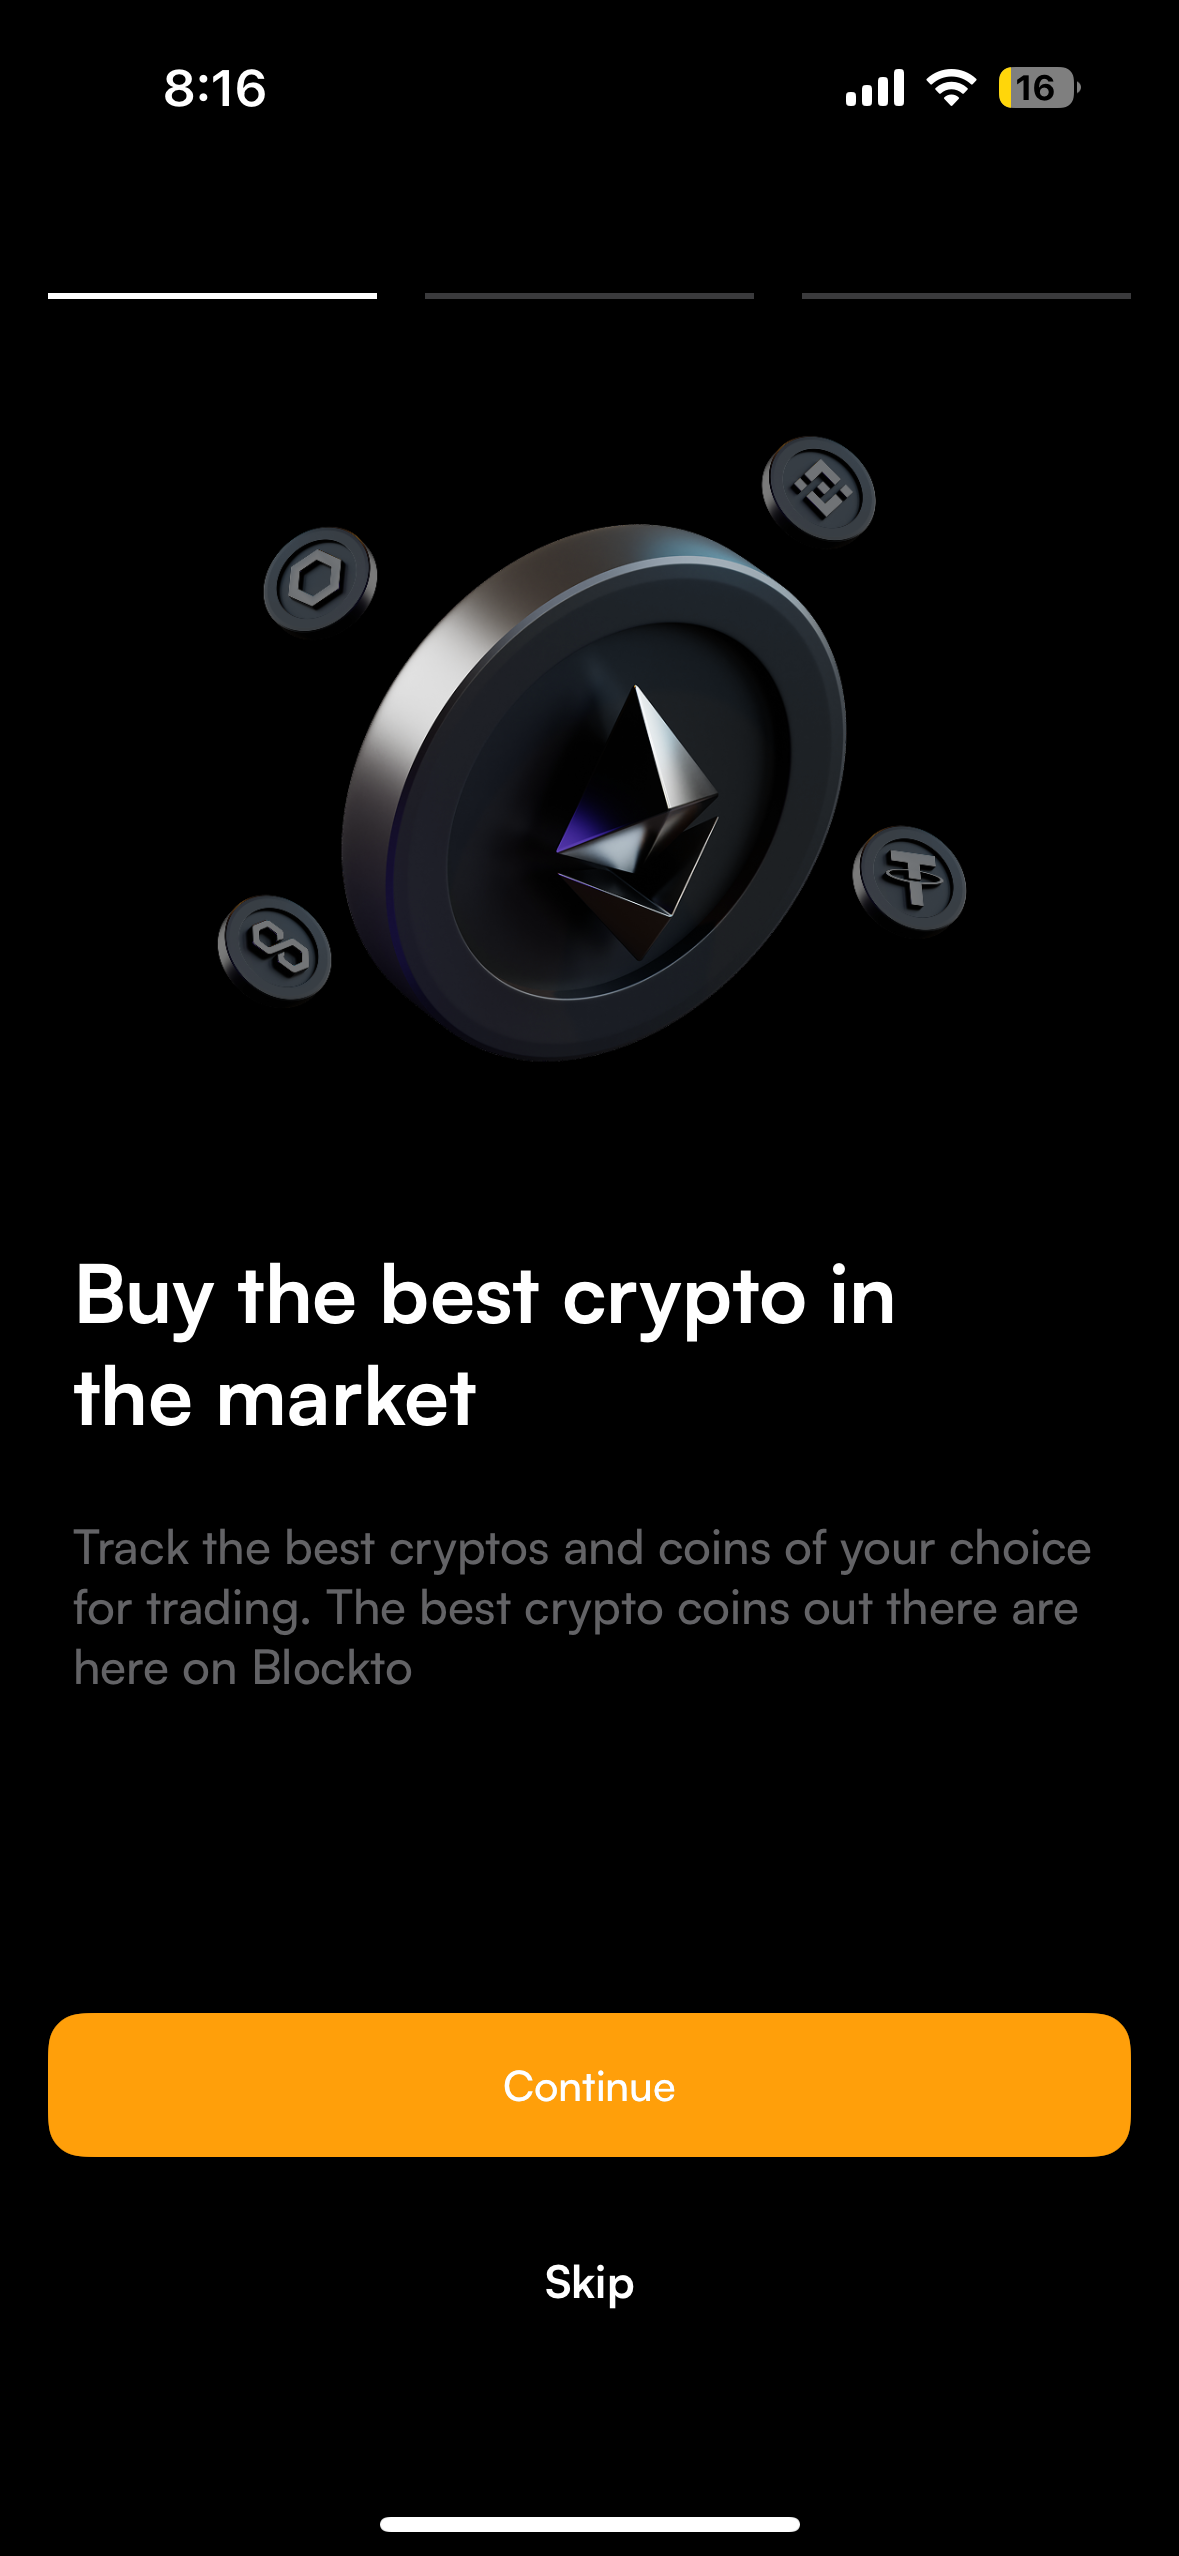 8:16
16
Buy the best crypto in
the market
Track the best cryptos and coins of your choice
for trading. The best crypto coins out there are
here on Blockto
Continue
Skip